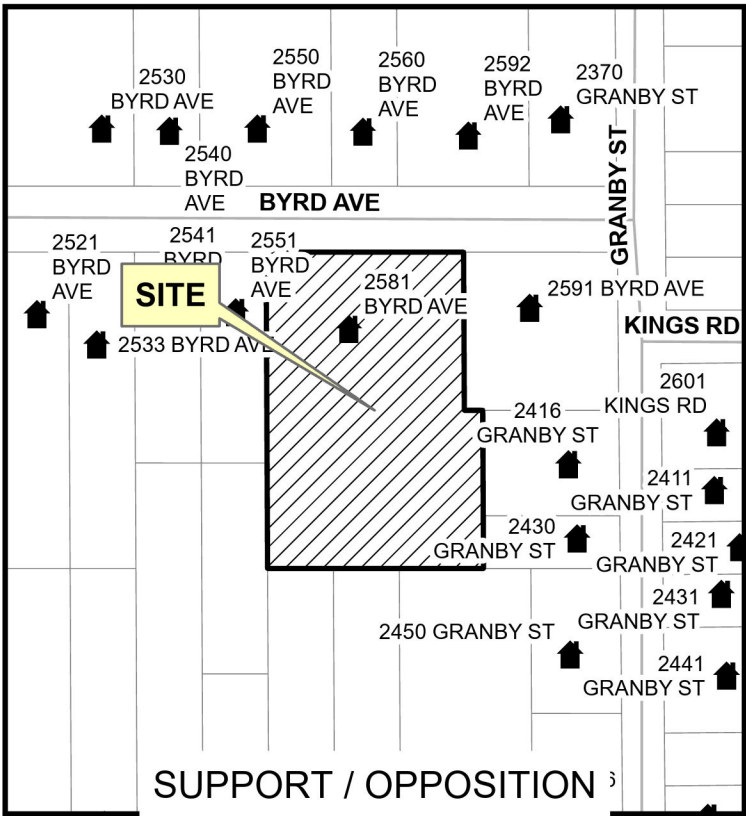 2530
BYRD AVE
2540
BYRD
AVE
2550
BYRD
AVE
2560
BYRD
AVE
2592
BYRD
AVE
2370
GRANBY ST
GRANBY ST
BYRD AVE
2521
BYRD
AVE
2541
BYRD
2551
BYRD
AVE
SITE
2581
BYRD AVE
2591 BYRD AVE
2533 BYRD AVE
KINGS RD
2601
KINGS RD
2416
GRANBY ST
2411
GRANBY ST
2430
GRANBY ST
2421
GRANBY ST
2431
GRANBY ST
2450 GRANBY ST
2441
GRANBY ST
SUPPORT / OPPOSITION